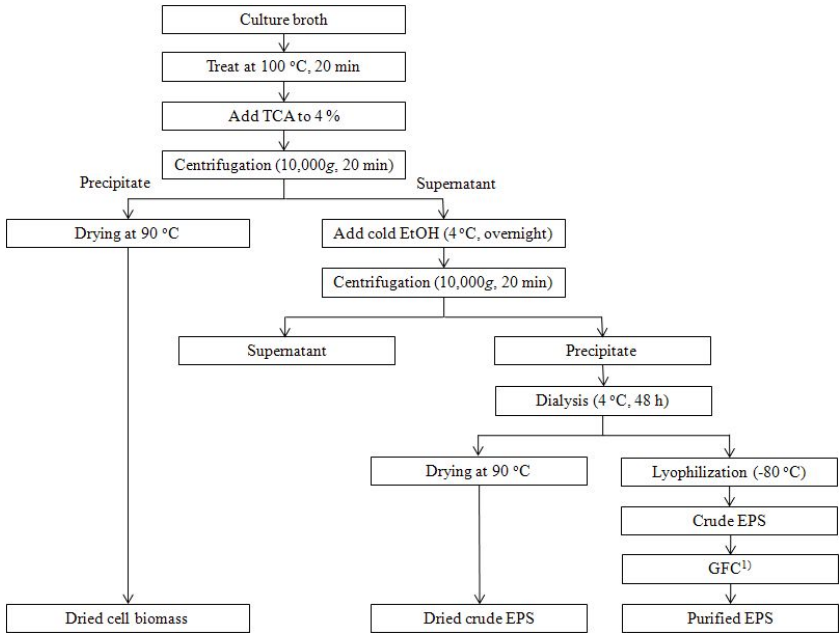 Culture broth
Treat at 100 °C, 20 min
Add TCA to 4 %
Centrifugation (10,000g, 20 min)
Precipitate
Supernatant
Drying at 90 °C
Add cold EtOH (4 °C, overnight)
Centrifugation (10,000g, 20 min)
Supernatant
Precipitate
Dialysis (4 °C, 48 h)
Drying at 90 °C
Lyophilization (-80 °C)
Crude EPS
GFC¹⁾
Dried cell biomass
Dried crude EPS
Purified EPS